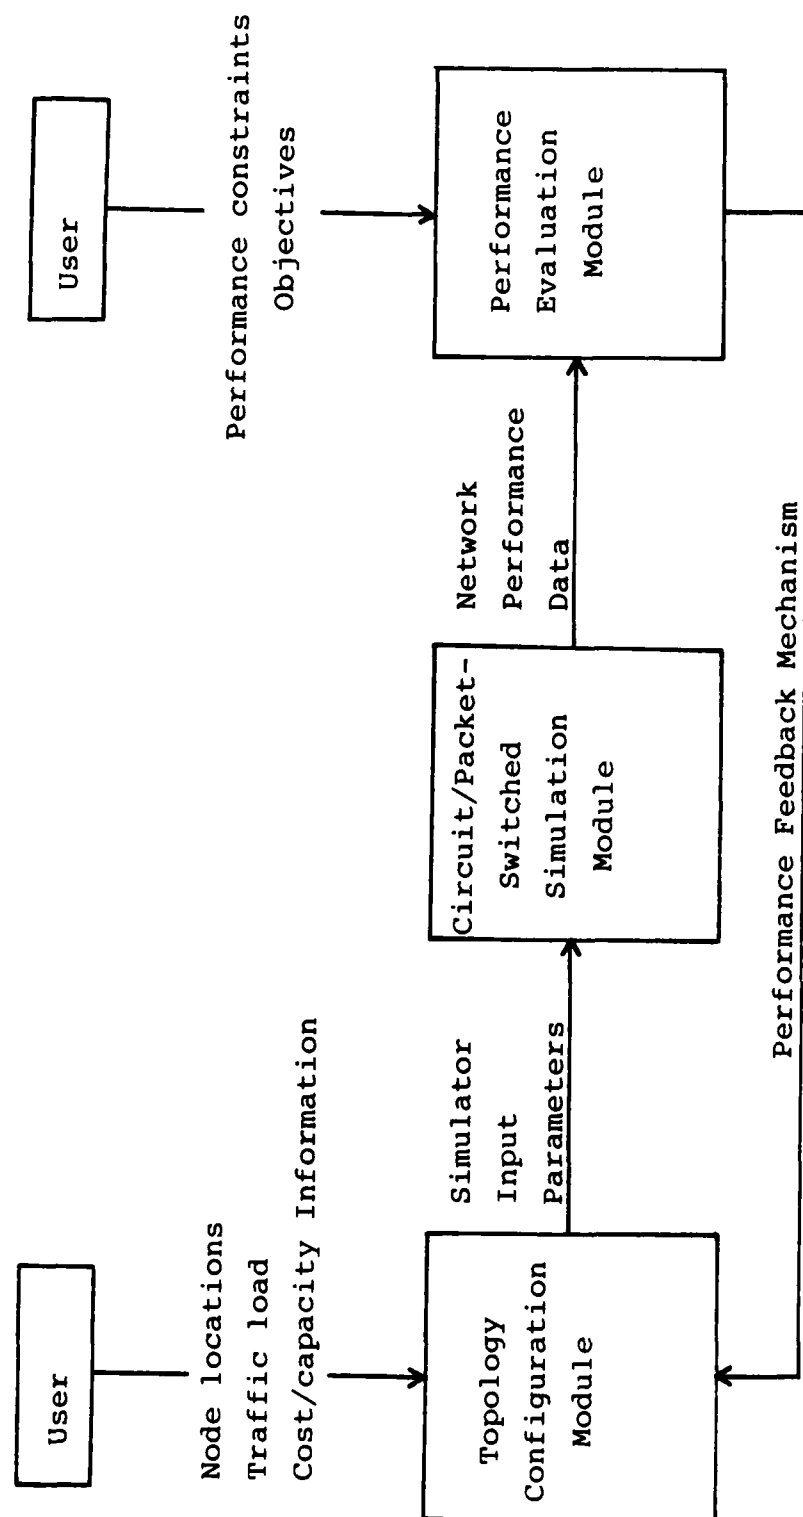 User
Node locations
Traffic load
Cost/capacity Information
Topology
Configuration
Module
Simulator
Input
Parameters
Circuit/Packet-
Switched
Simulation
Module
Network
Performance
Data
User
Performance constraints
Objectives
Performance
Evaluation
Module
Performance Feedback Mechanism